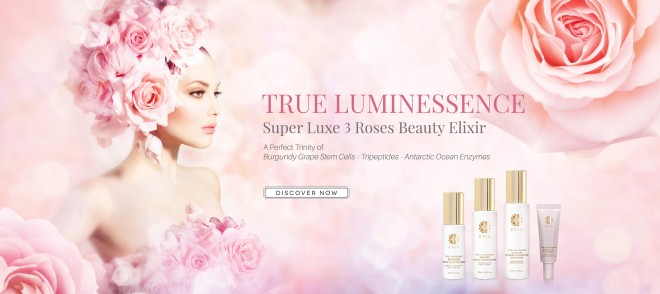 TRUE LUMINESSENCE
Super Luxe 3 Roses Beauty Elixir
A Perfect Trinity of
Burgundy Grape Stem Cells - Tripeptides - Antarctic Ocean Enzymes
DISCOVER NOW